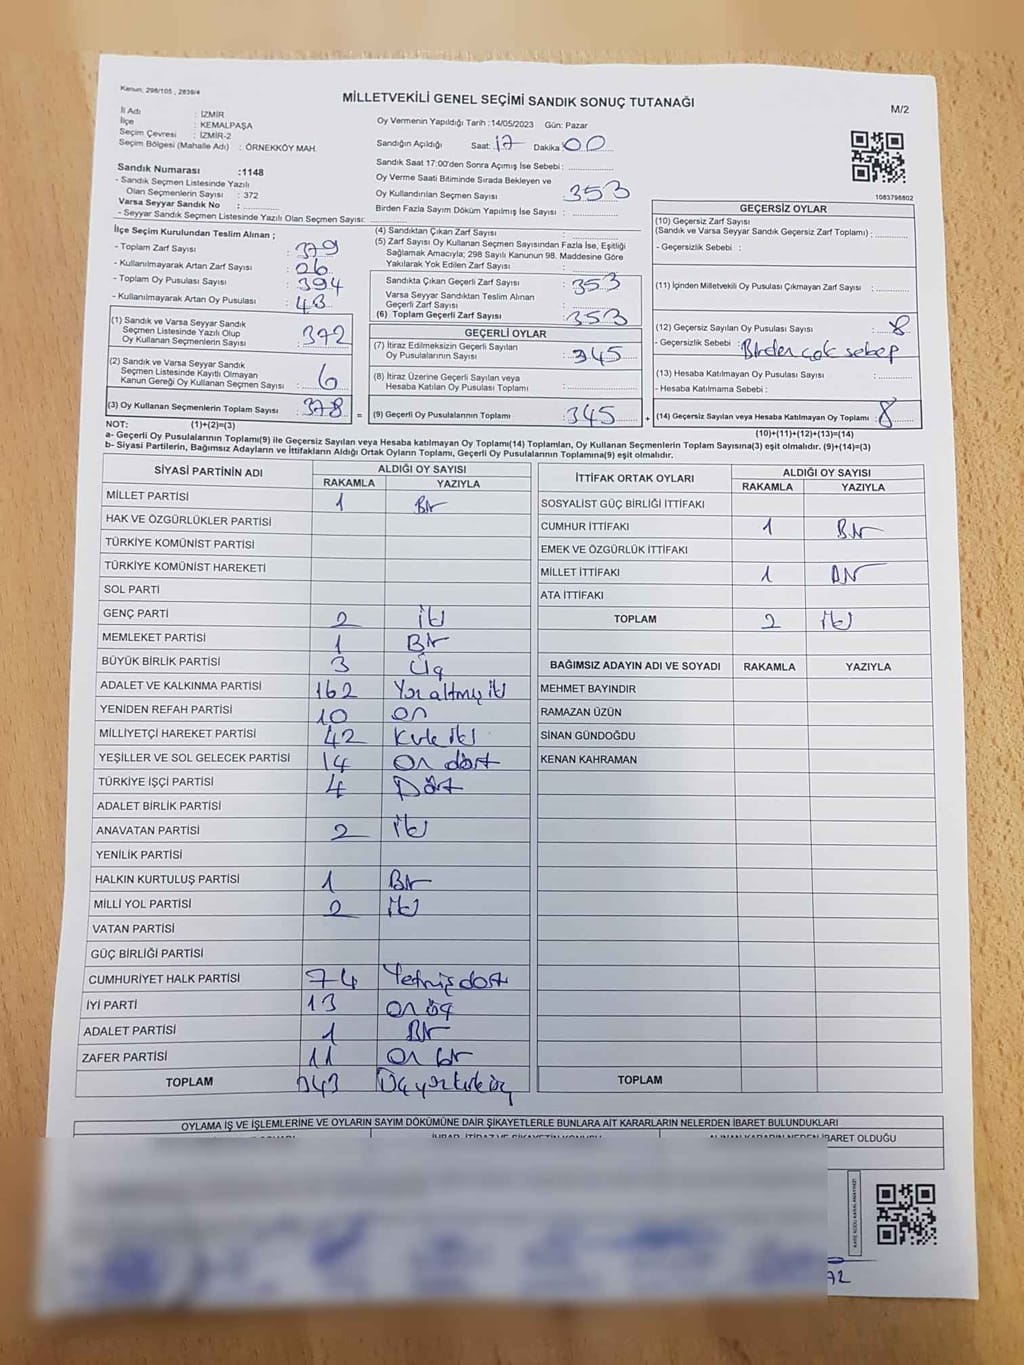 Kanun; 298/105 , 2839/4
MİLLETVEKİLİ GENEL SEÇİMİ SANDIK SONUÇ TUTANAĞI
M/2
İl Adı : İZMİR
İlçe : KEMALPAŞA
Seçim Çevresi : İZMİR-2
Seçim Bölgesi (Mahalle Adı) : ÖRNEKKÖY MAH.
Sandık Numarası :1148
- Sandık Seçmen Listesinde Yazılı
Olan Seçmenlerin Sayısı : 372
Varsa Seyyar Sandık No :
- Seyyar Sandık Seçmen Listesinde Yazılı Olan Seçmen Sayısı:
Oy Vermenin Yapıldığı Tarih :14/05/2023 Gün: Pazar
Sandığın Açıldığı Saat: 17 Dakika: 00
Sandık Saat 17:00'den Sonra Açımış İse Sebebi :
Oy Verme Saati Bitiminde Sırada Bekleyen ve
Oy Kullandırılan Seçmen Sayısı : 353
Birden Fazla Sayım Döküm Yapılmış İse Sayısı :
1083798802
İlçe Seçim Kurulundan Teslim Alınan ;
- Toplam Zarf Sayısı : 379
- Kullanılmayarak Artan Zarf Sayısı : 26
- Toplam Oy Pusulası Sayısı : 394
- Kullanılmayarak Artan Oy Pusulası : 43
(1) Sandık ve Varsa Seyyar Sandık
Seçmen Listesinde Yazılı Olup
Oy Kullanan Seçmenlerin Sayısı : 372
(2) Sandık ve Varsa Seyyar Sandık
Seçmen Listesinde Kayıtlı Olmayan
Kanun Gereği Oy Kullanan Seçmen Sayısı : 6
(3) Oy Kullanan Seçmenlerin Toplam Sayısı : 378
(4) Sandıktan Çıkan Zarf Sayısı :
(5) Zarf Sayısı Oy Kullanan Seçmen Sayısından Fazla İse, Eşitliği
Sağlamak Amacıyla; 298 Sayılı Kanunun 98. Maddesine Göre
Yakılarak Yok Edilen Zarf Sayısı :
Sandıkta Çıkan Geçerli Zarf Sayısı : 353
Varsa Seyyar Sandıktan Teslim Alınan
Geçerli Zarf Sayısı :
(6) Toplam Geçerli Zarf Sayısı : 353
GEÇERLİ OYLAR
(7) İtiraz Edilmeksizin Geçerli Sayılan
Oy Pusulalarının Sayısı : 345
(8) İtiraz Üzerine Geçerli Sayılan veya
Hesaba Katılan Oy Pusulası Toplamı :
= (9) Geçerli Oy Pusulalarının Toplamı : 345 +
GEÇERSİZ OYLAR
(10) Geçersiz Zarf Sayısı
(Sandık ve Varsa Seyyar Sandık Geçersiz Zarf Toplamı) :
- Geçersizlik Sebebi :
(11) İçinden Milletvekili Oy Pusulası Çıkmayan Zarf Sayısı :
(12) Geçersiz Sayılan Oy Pusulası Sayısı : 8
- Geçersizlik Sebebi : Birden çok sebep
(13) Hesaba Katılmayan Oy Pusulası Sayısı :
- Hesaba Katılmama Sebebi :
(14) Geçersiz Sayılan veya Hesaba Katılmayan Oy Toplamı : 8
NOT: (1)+(2)=(3)
(10)+(11)+(12)+(13)=(14)
a- Geçerli Oy Pusulalarının Toplamı(9) ile Geçersiz Sayılan veya Hesaba katılmayan Oy Toplamı(14) Toplamları, Oy Kullanan Seçmenlerin Toplam Sayısına(3) eşit olmalıdır. (9)+(14)=(3)
b- Siyasi Partilerin, Bağımsız Adayların ve İttifakların Aldığı Ortak Oyların Toplamı, Geçerli Oy Pusulalarının Toplamına(9) eşit olmalıdır.
SİYASİ PARTİNİN ADI ALDIĞI OY SAYISI
RAKAMLA YAZIYLA
MİLLET PARTİSİ 1 Bir
HAK VE ÖZGÜRLÜKLER PARTİSİ
TÜRKİYE KOMÜNİST PARTİSİ
TÜRKİYE KOMÜNİST HAREKETİ
SOL PARTİ
GENÇ PARTİ 2 iki
MEMLEKET PARTİSİ 1 Bir
BÜYÜK BİRLİK PARTİSİ 3 Üç
ADALET VE KALKINMA PARTİSİ 162 Yüz altmış iki
YENİDEN REFAH PARTİSİ 10 on
MİLLİYETÇİ HAREKET PARTİSİ 42 Kırk iki
YEŞİLLER VE SOL GELECEK PARTİSİ 14 On dört
TÜRKİYE İŞÇİ PARTİSİ 4 Dört
ADALET BİRLİK PARTİSİ
ANAVATAN PARTİSİ 2 iki
YENİLİK PARTİSİ
HALKIN KURTULUŞ PARTİSİ 1 Bir
MİLLİ YOL PARTİSİ 2 iki
VATAN PARTİSİ
GÜÇ BİRLİĞİ PARTİSİ
CUMHURİYET HALK PARTİSİ 74 Yetmiş dört
İYİ PARTİ 13 on üç
ADALET PARTİSİ 1 Bir
ZAFER PARTİSİ 11 On bir
TOPLAM 343 Üç yüz kırk üç
İTTİFAK ORTAK OYLARI ALDIĞI OY SAYISI
RAKAMLA YAZIYLA
SOSYALİST GÜÇ BİRLİĞİ İTTİFAKI
CUMHUR İTTİFAKI 1 Bir
EMEK VE ÖZGÜRLÜK İTTİFAKI
MİLLET İTTİFAKI 1 Bir
ATA İTTİFAKI
TOPLAM 2 iki
BAĞIMSIZ ADAYIN ADI VE SOYADI RAKAMLA YAZIYLA
MEHMET BAYINDIR
RAMAZAN ÜZÜN
SİNAN GÜNDOĞDU
KENAN KAHRAMAN
TOPLAM
OYLAMA İŞ VE İŞLEMLERİNE VE OYLARIN SAYIM DÖKÜMÜNE DAİR ŞİKAYETLERLE BUNLARA AİT KARARLARIN NELERDEN İBARET BULUNDUKLARI
ALINAN KARARIN NEDEN İBARET OLDUĞU